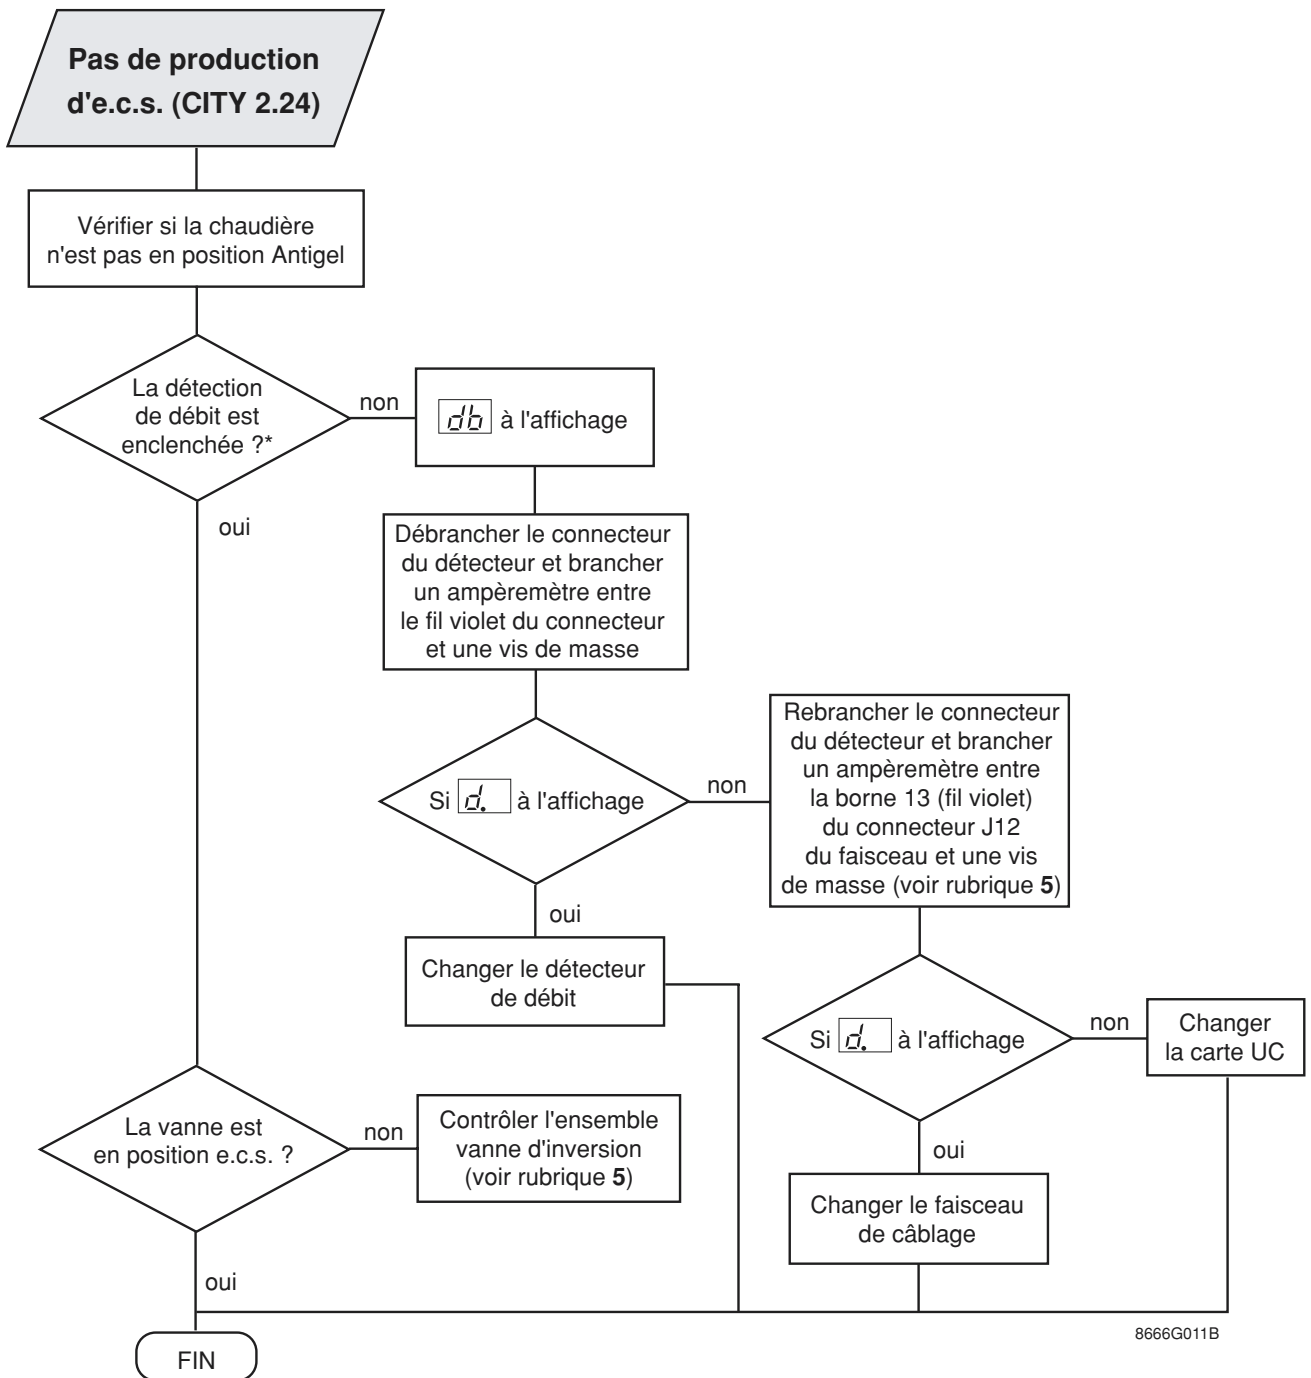 Pas de production
d'e.c.s. (CITY 2.24)
Vérifier si la chaudière
n'est pas en position Antigel
La détection
de débit est
enclenchée ?*
non
db à l'affichage
oui
Débrancher le connecteur
du détecteur et brancher
un ampèremètre entre
le fil violet du connecteur
et une vis de masse
Si d. à l'affichage
non
Rebrancher le connecteur
du détecteur et brancher
un ampèremètre entre
la borne 13 (fil violet)
du connecteur J12
du faisceau et une vis
de masse (voir rubrique 5)
oui
Changer le détecteur
de débit
Si d. à l'affichage
non
Changer
la carte UC
oui
Changer le faisceau
de câblage
La vanne est
en position e.c.s. ?
non
Contrôler l'ensemble
vanne d'inversion
(voir rubrique 5)
oui
FIN
8666G011B